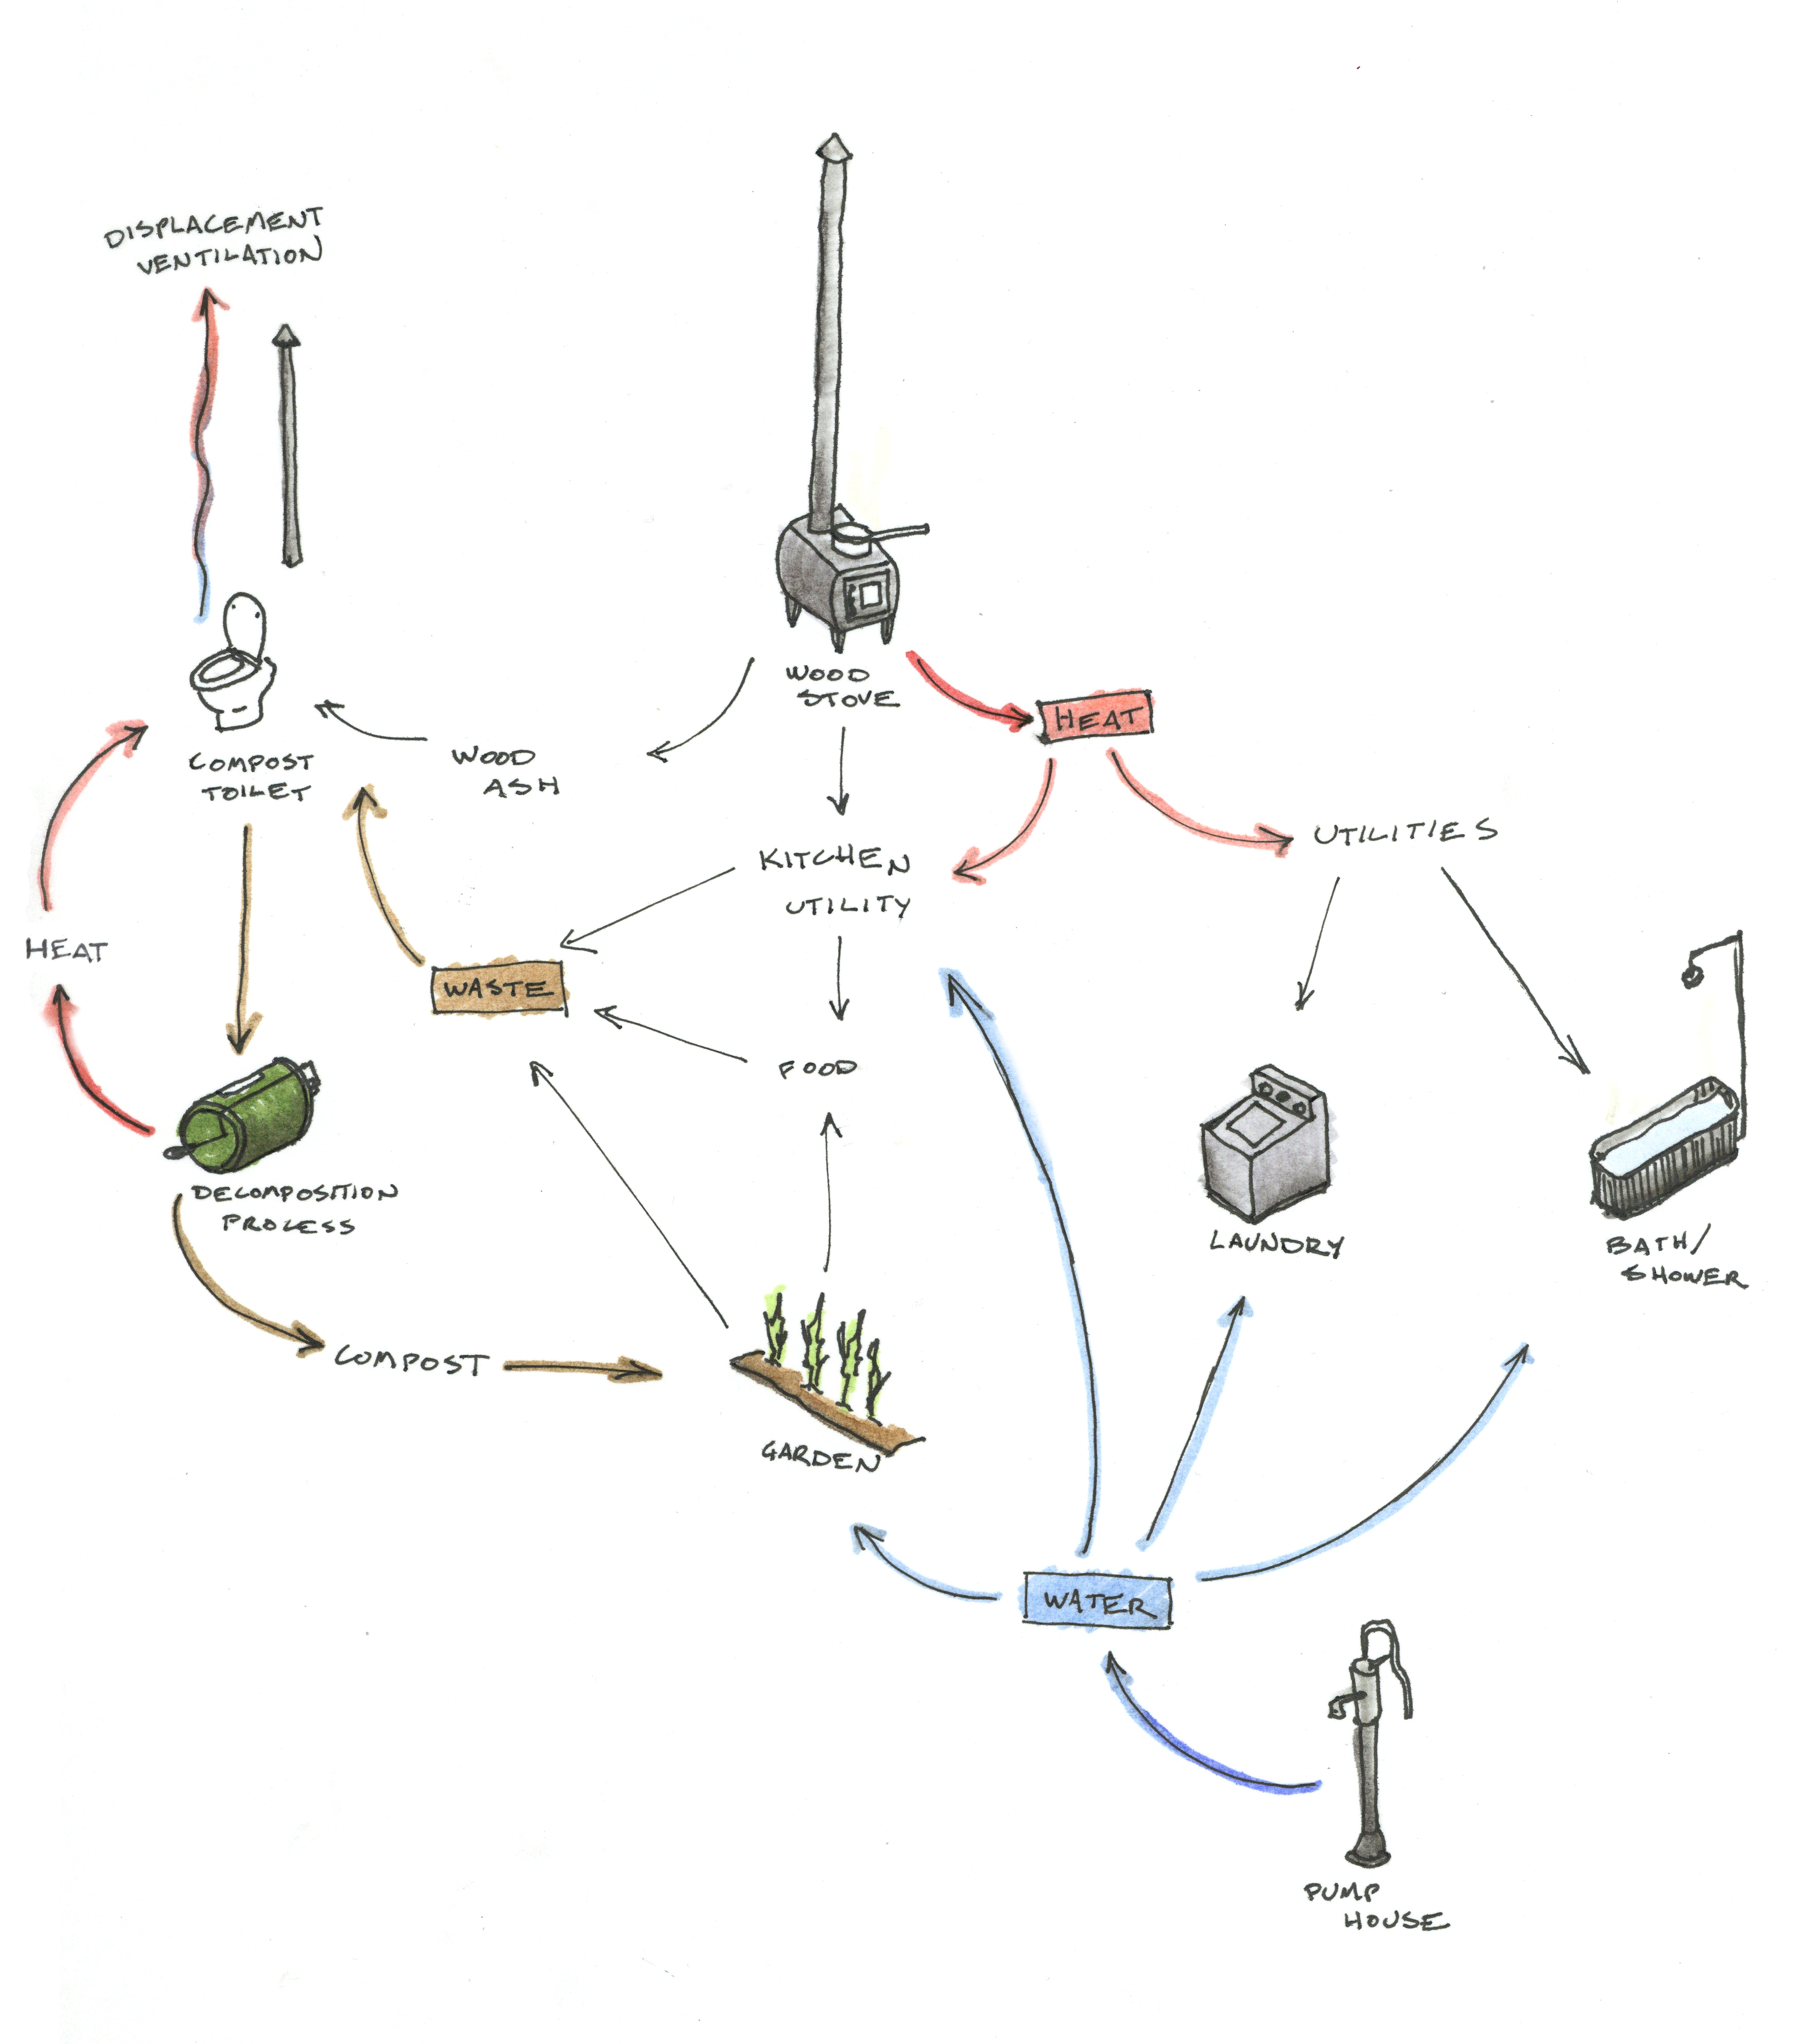 DISPLACEMENT
VENTILATION
WOOD
STOVE
HEAT
COMPOST
TOILET
WOOD
ASH
UTILITIES
KITCHEN
UTILITY
HEAT
WASTE
FOOD
DECOMPOSITION
PROCESS
LAUNDRY
BATH/
SHOWER
COMPOST
GARDEN
WATER
PUMP
HOUSE